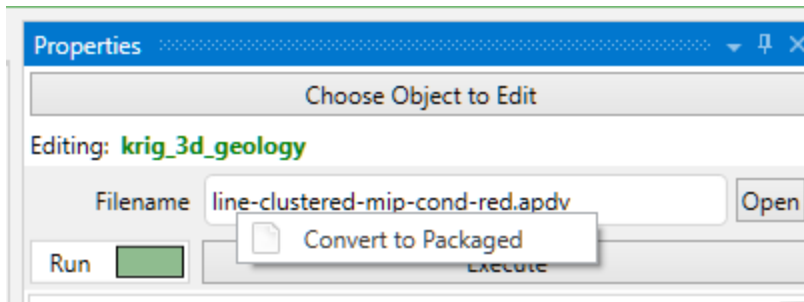 Properties
Choose Object to Edit
Editing: krig_3d_geology
Filename line-clustered-mip-cond-red.apdv Open
Convert to Packaged
Run Execute